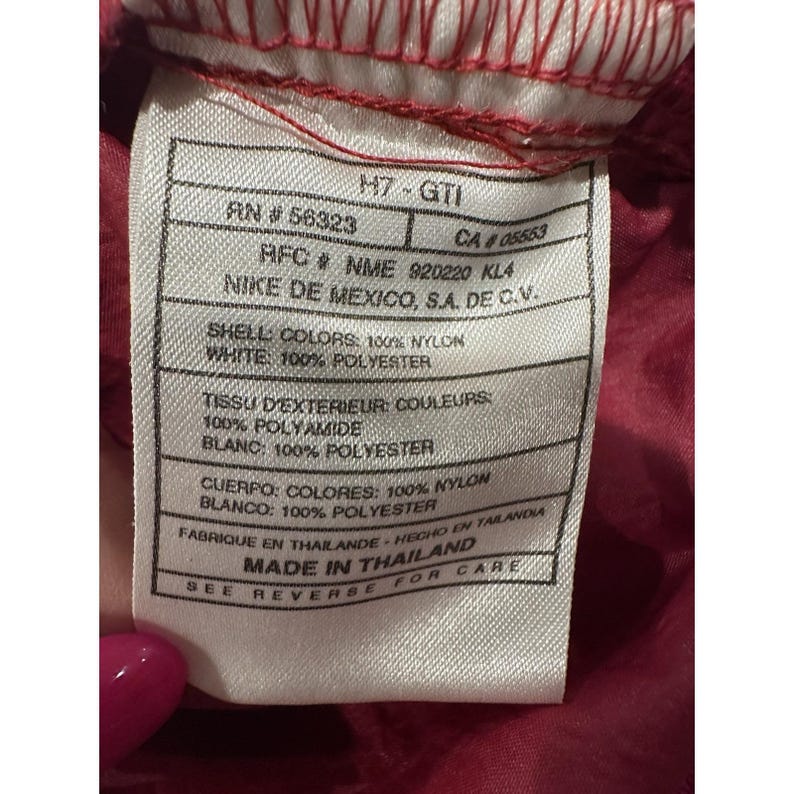 H7 - GTI
RN # 56323 CA # 05553
RFC # NME 920220 KL4
NIKE DE MEXICO, S.A. DE C.V.
SHELL: COLORS: 100% NYLON
WHITE: 100% POLYESTER
TISSU D'EXTERIEUR: COULEURS:
100% POLYAMIDE
BLANC: 100% POLYESTER
CUERPO: COLORES: 100% NYLON
BLANCO: 100% POLYESTER
FABRIQUE EN THAILANDE - HECHO EN TAILANDIA
MADE IN THAILAND
SEE REVERSE FOR CARE